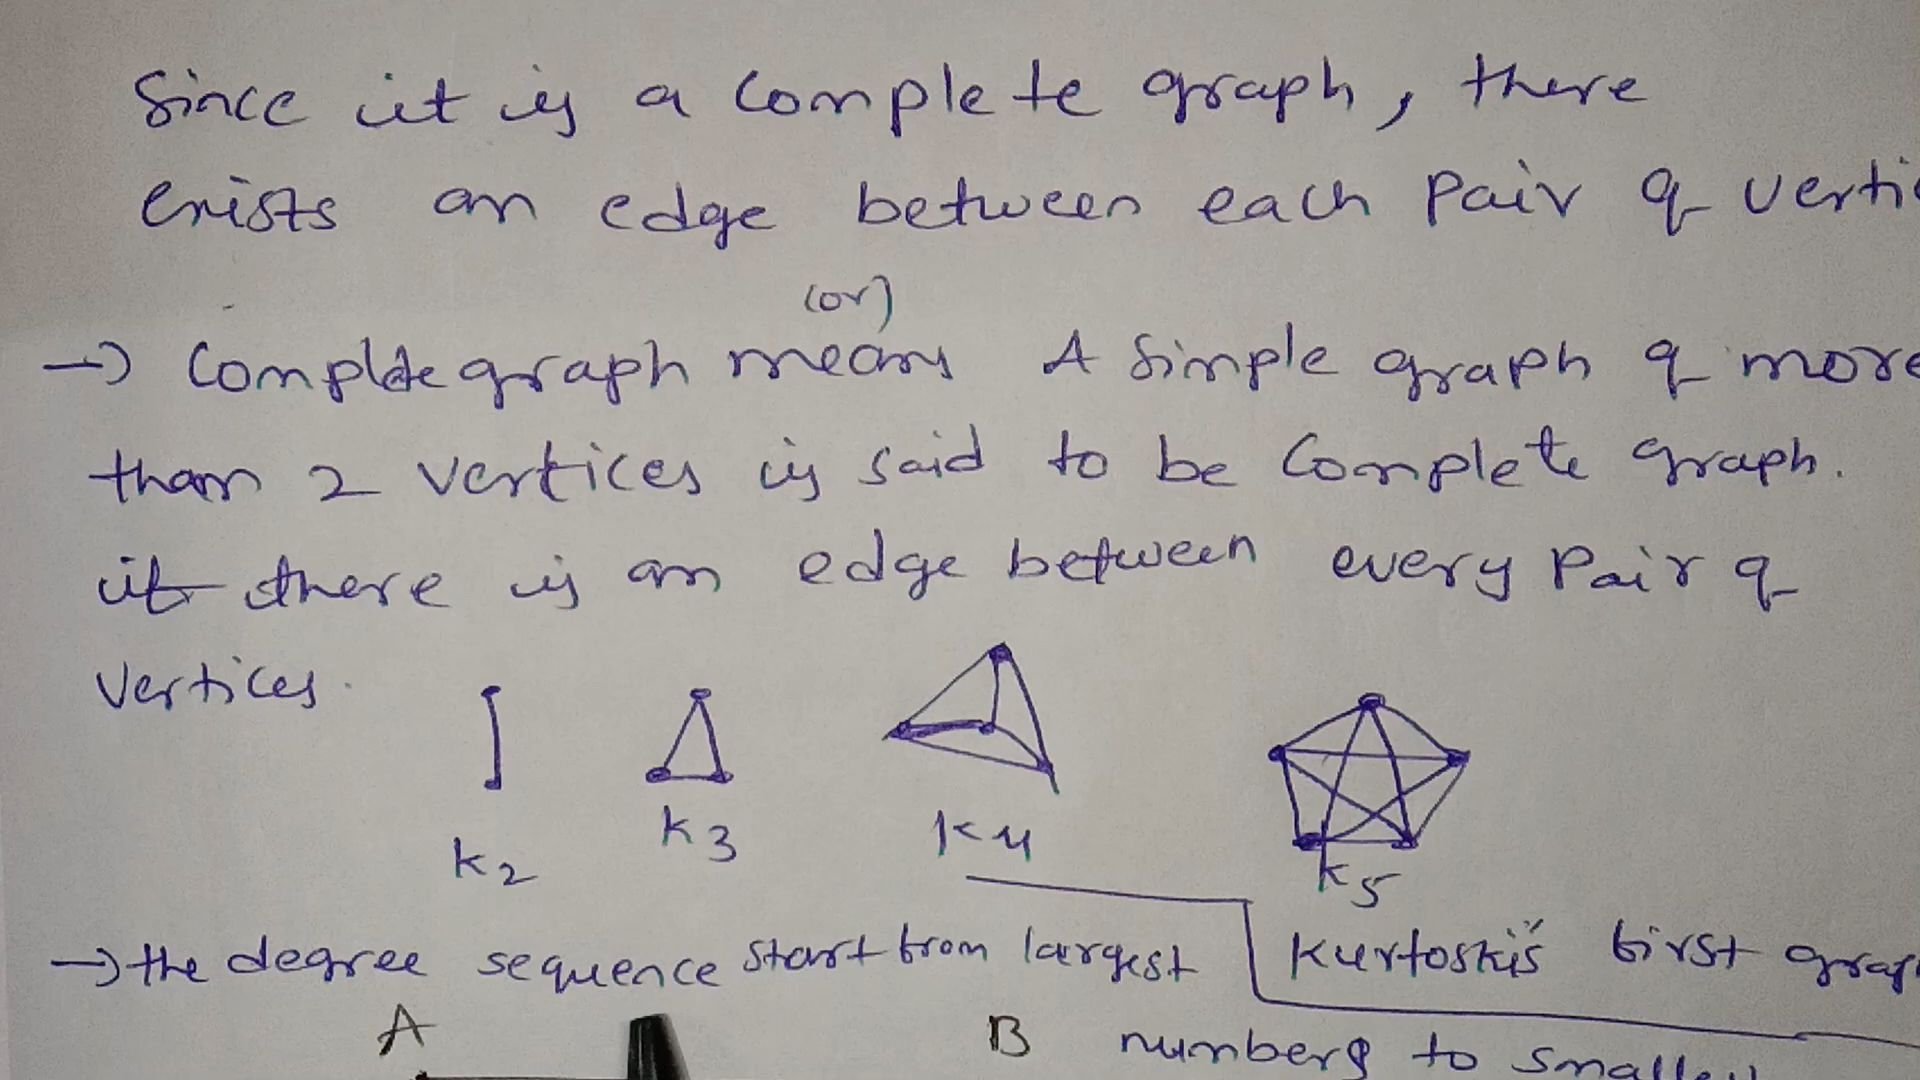 Since it is a complete graph, there
exists an edge between each pair of vertic
(or)
→ Complete graph means A simple graph of more
than 2 vertices is said to be complete graph.
if there is an edge between every pair of
vertices.
K2 K3 K4 K5
→ the degree sequence start from largest
Kurtoski's first grap
A B
numbers to smallest